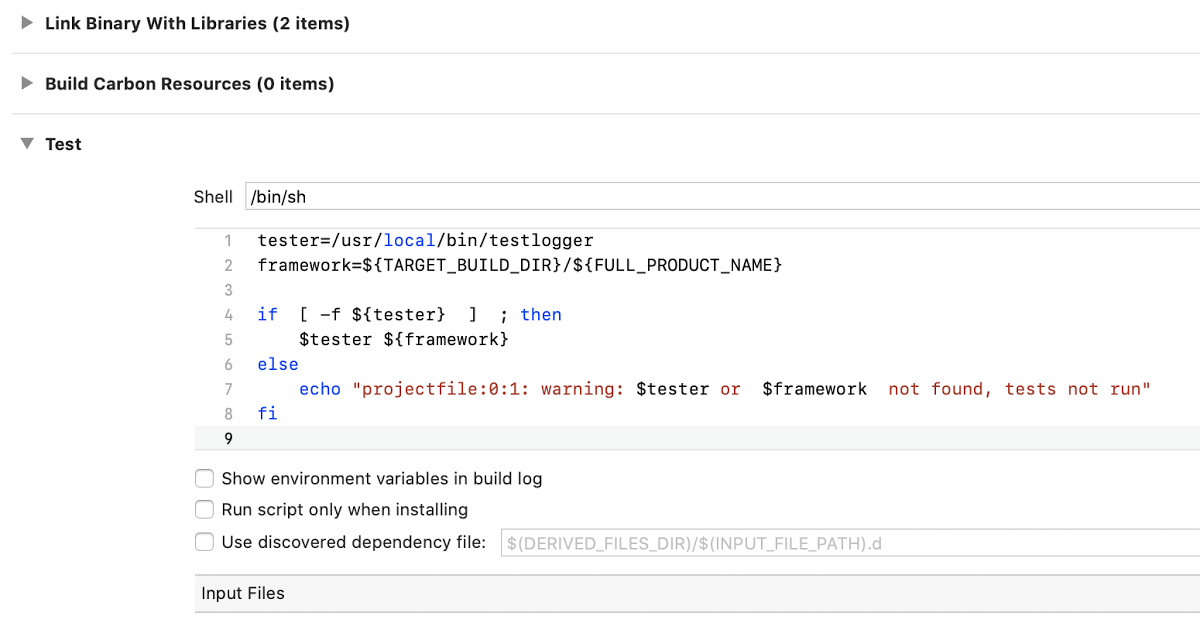 Link Binary With Libraries (2 items)
Build Carbon Resources (0 items)
Test
Shell /bin/sh
1 tester=/usr/local/bin/testlogger
2 framework=${TARGET_BUILD_DIR}/${FULL_PRODUCT_NAME}
3
4 if  [ -f ${tester}  ]  ; then
5     $tester ${framework}
6 else
7     echo "projectfile:0:1: warning: $tester or  $framework  not found, tests not run"
8 fi
9
Show environment variables in build log
Run script only when installing
Use discovered dependency file: $(DERIVED_FILES_DIR)/$(INPUT_FILE_PATH).d
Input Files